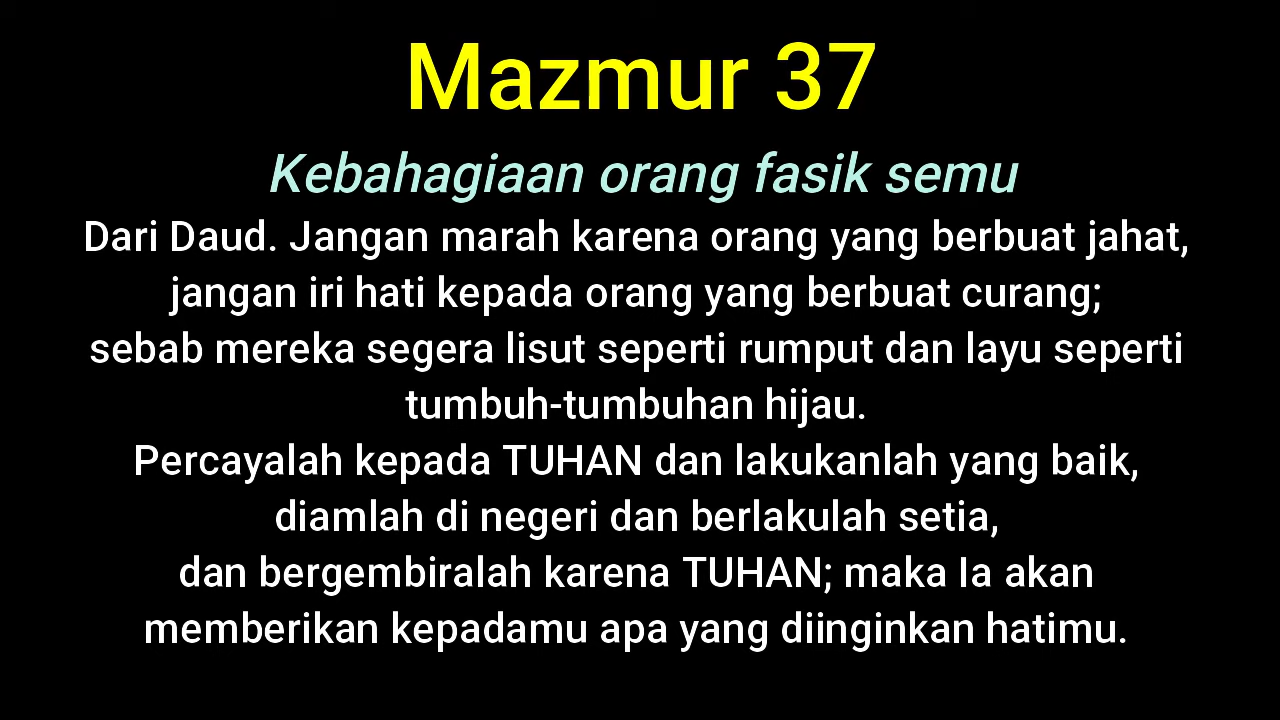 Mazmur 37
Kebahagiaan orang fasik semu
Dari Daud. Jangan marah karena orang yang berbuat jahat,
jangan iri hati kepada orang yang berbuat curang;
sebab mereka segera lisut seperti rumput dan layu seperti
tumbuh-tumbuhan hijau.
Percayalah kepada TUHAN dan lakukanlah yang baik,
diamlah di negeri dan berlakulah setia,
dan bergembiralah karena TUHAN; maka Ia akan
memberikan kepadamu apa yang diinginkan hatimu.